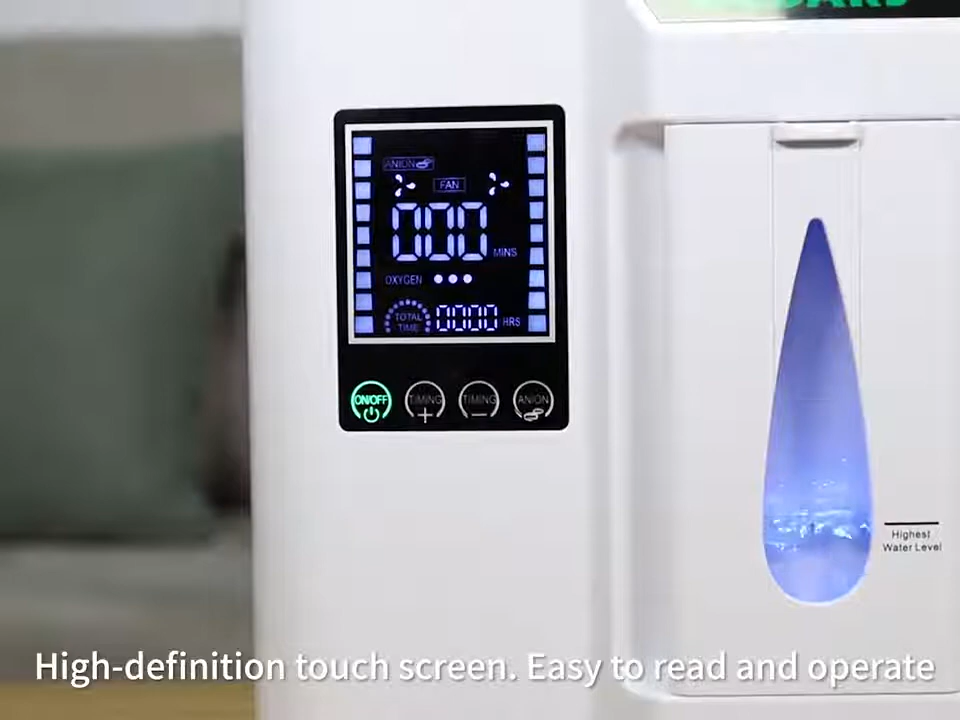 ANION
FAN
000 MINS
OXYGEN
TOTAL TIME 0000 HRS
ON/OFF TIMING TIMING ANION
+ −
Highest
Water Level
High-definition touch screen. Easy to read and operate